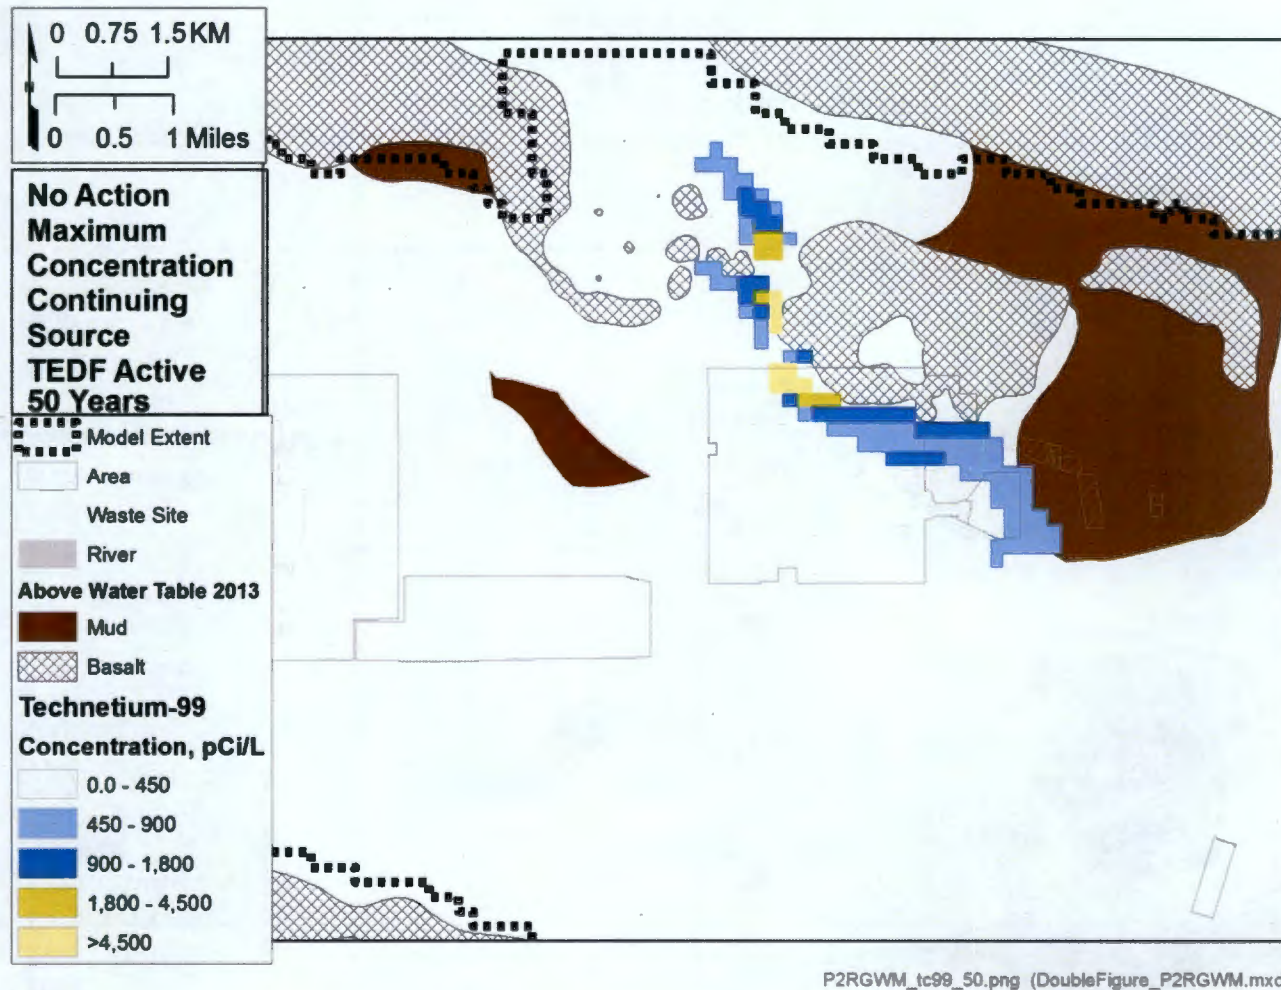 0 0.75 1.5 KM
0 0.5 1 Miles
No Action
Maximum
Concentration
Continuing
Source
TEDF Active
50 Years
Model Extent
Area
Waste Site
River
Above Water Table 2013
Mud
Basalt
Technetium-99
Concentration, pCi/L
0.0 - 450
450 - 900
900 - 1,800
1,800 - 4,500
>4,500
P2RGWM_tc99_50.png (DoubleFigure_P2RGWM.mxd